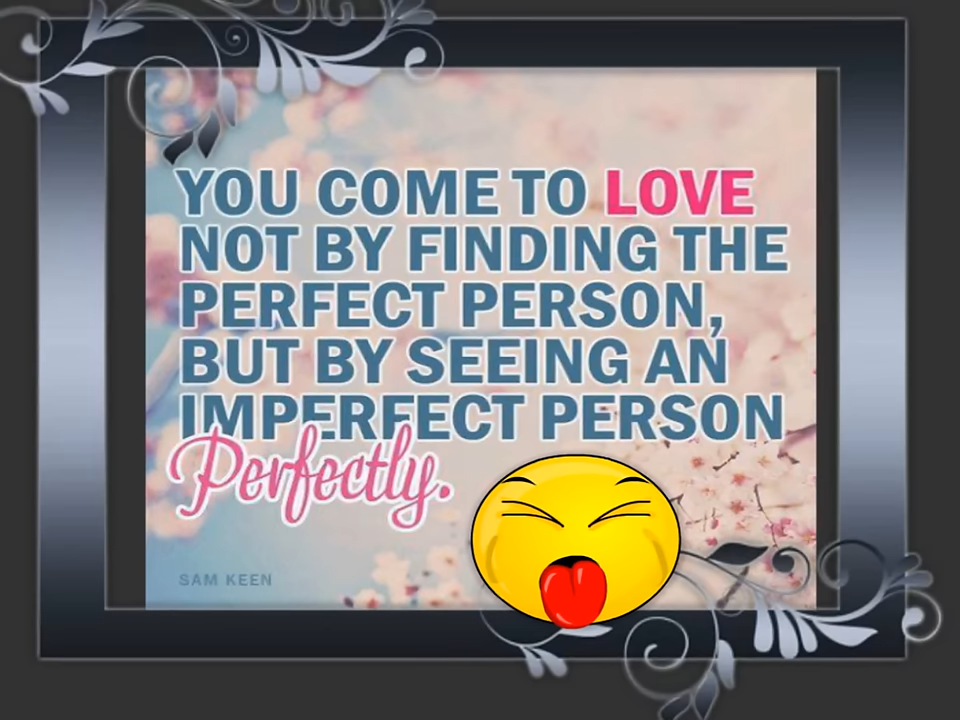 YOU COME TO LOVE
NOT BY FINDING THE
PERFECT PERSON,
BUT BY SEEING AN
IMPERFECT PERSON
Perfectly.
SAM KEEN